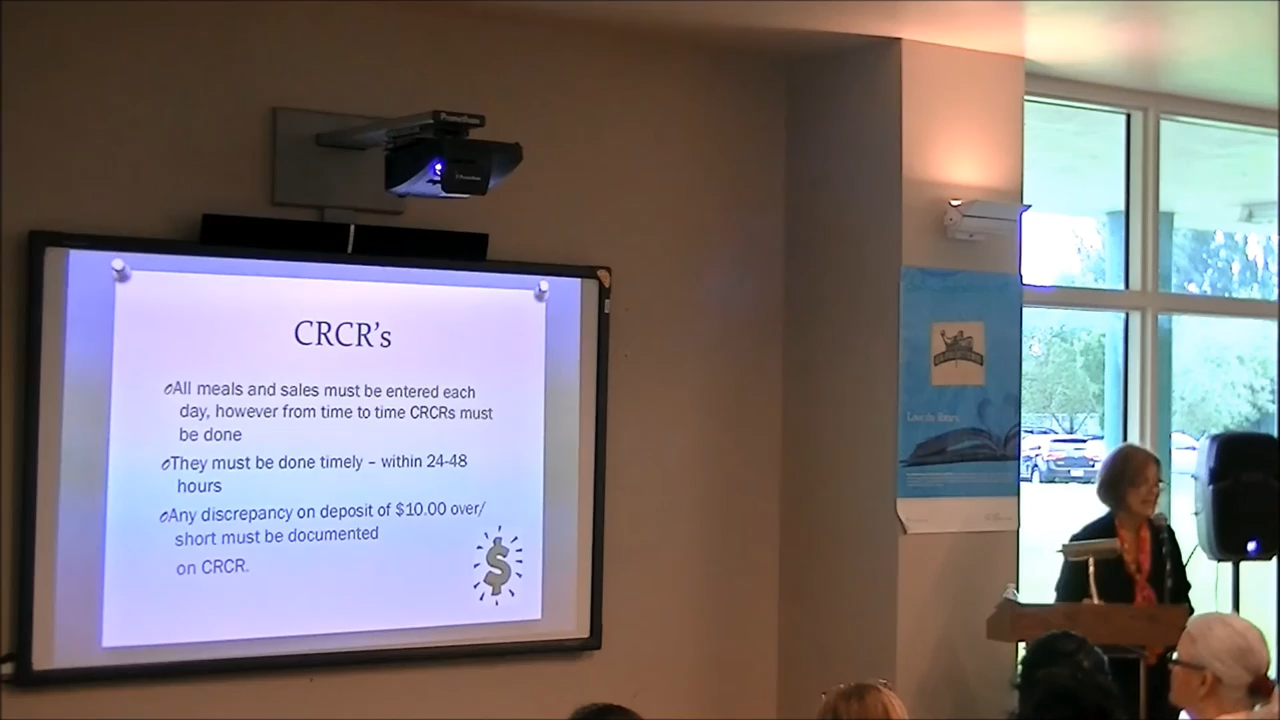 Promethean
CRCR's
All meals and sales must be entered each
day, however from time to time CRCRs must
be done
They must be done timely – within 24-48
hours
Any discrepancy on deposit of $10.00 over/
short must be documented
on CRCR.
$